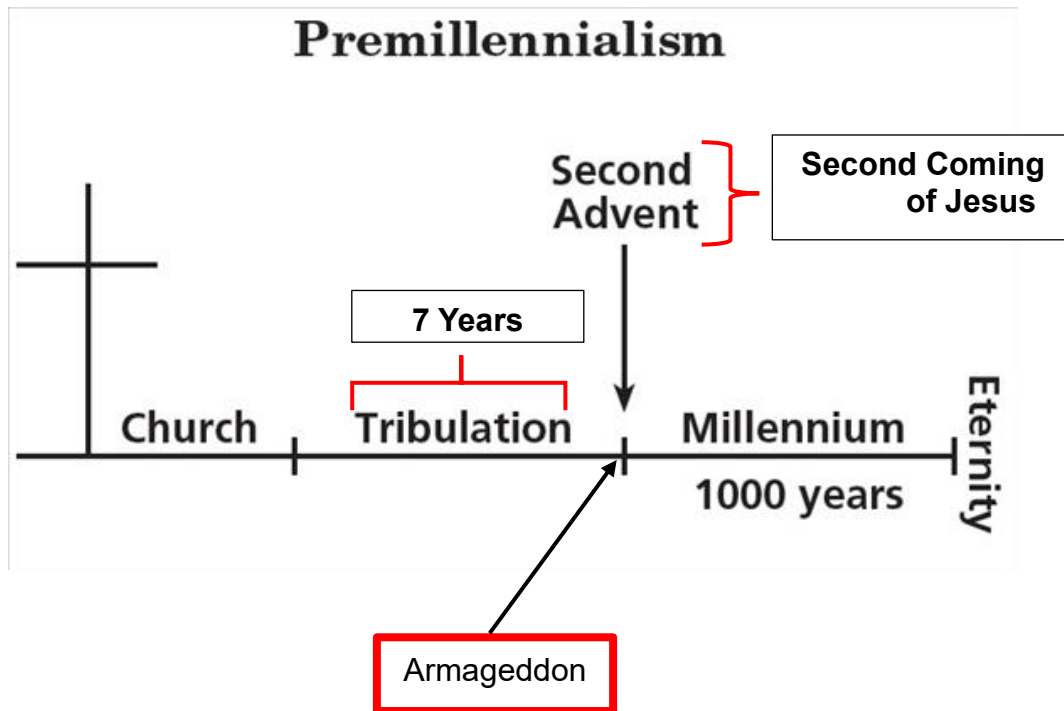 Premillennialism
Second
Advent
Second Coming
of Jesus
7 Years
Church
Tribulation
Millennium
1000 years
Eternity
Armageddon